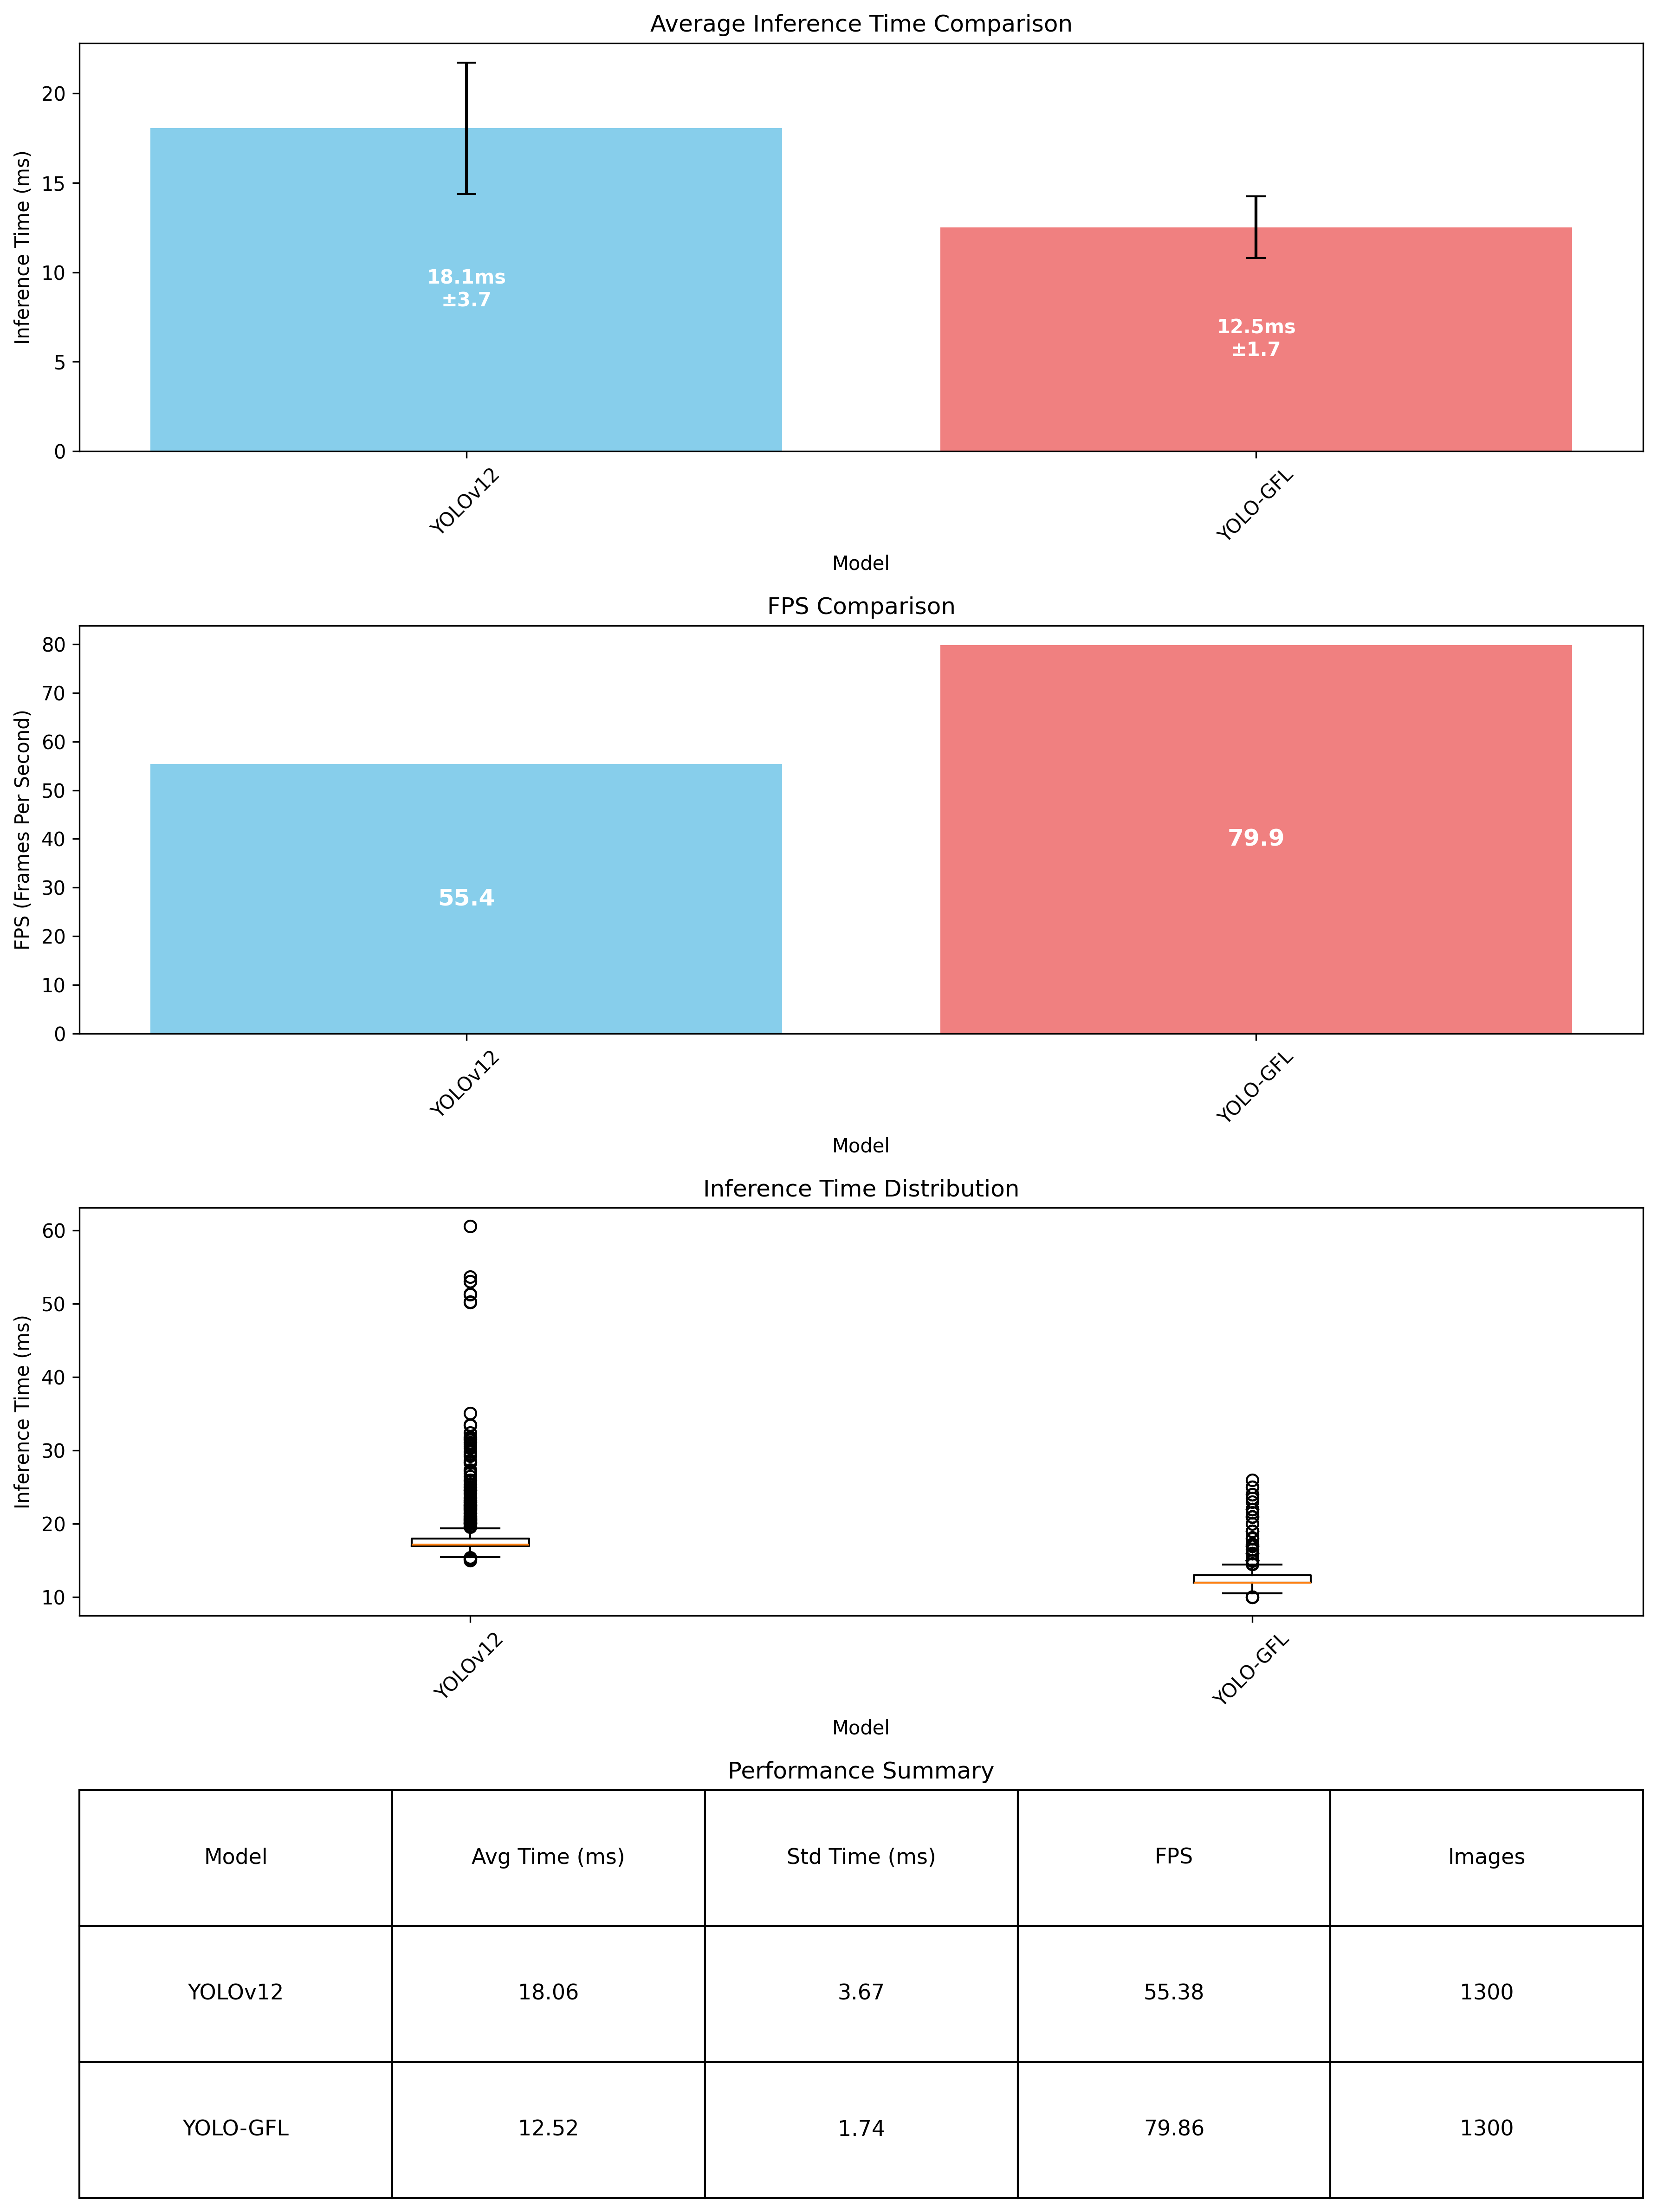 Average Inference Time Comparison
Inference Time (ms)
20
15
10
5
0
18.1ms
±3.7
12.5ms
±1.7
YOLOv12
YOLO-GFL
Model
FPS Comparison
FPS (Frames Per Second)
80
70
60
50
40
30
20
10
0
55.4
79.9
YOLOv12
YOLO-GFL
Model
Inference Time Distribution
Inference Time (ms)
60
50
40
30
20
10
YOLOv12
YOLO-GFL
Model
Performance Summary
Model Avg Time (ms) Std Time (ms) FPS Images
YOLOv12 18.06 3.67 55.38 1300
YOLO-GFL 12.52 1.74 79.86 1300